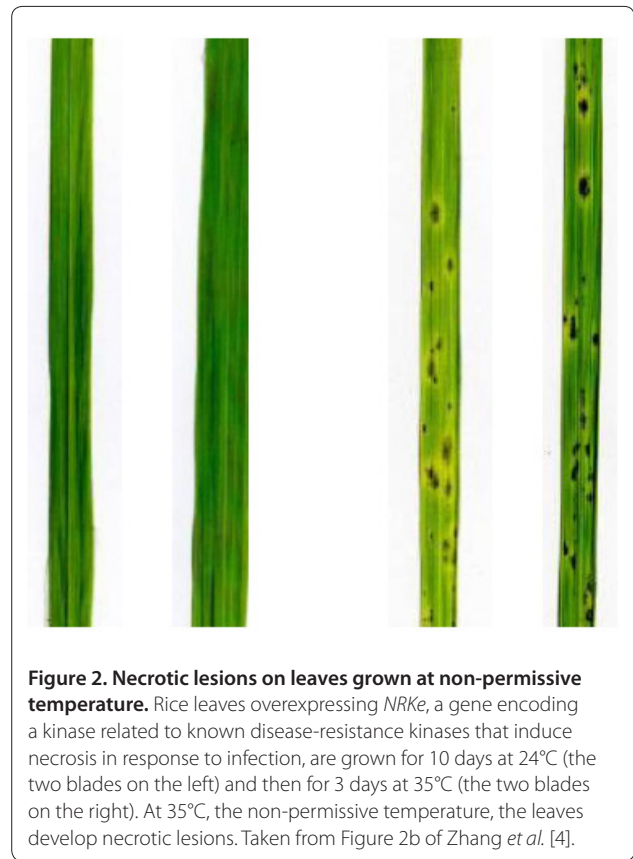 Figure 2. Necrotic lesions on leaves grown at non-permissive
temperature. Rice leaves overexpressing NRKe, a gene encoding
a kinase related to known disease-resistance kinases that induce
necrosis in response to infection, are grown for 10 days at 24°C (the
two blades on the left) and then for 3 days at 35°C (the two blades
on the right). At 35°C, the non-permissive temperature, the leaves
develop necrotic lesions. Taken from Figure 2b of Zhang et al. [4].